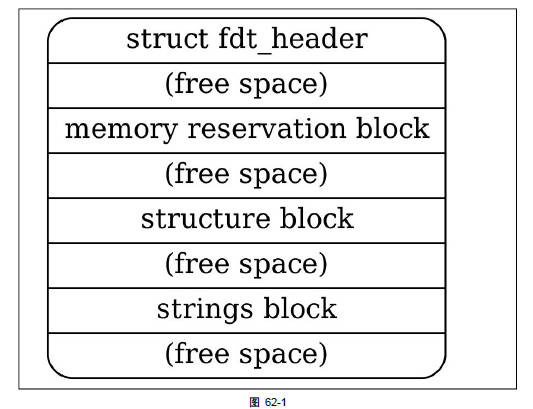 struct fdt_header
(free space)
memory reservation block
(free space)
structure block
(free space)
strings block
(free space)
图 62-1